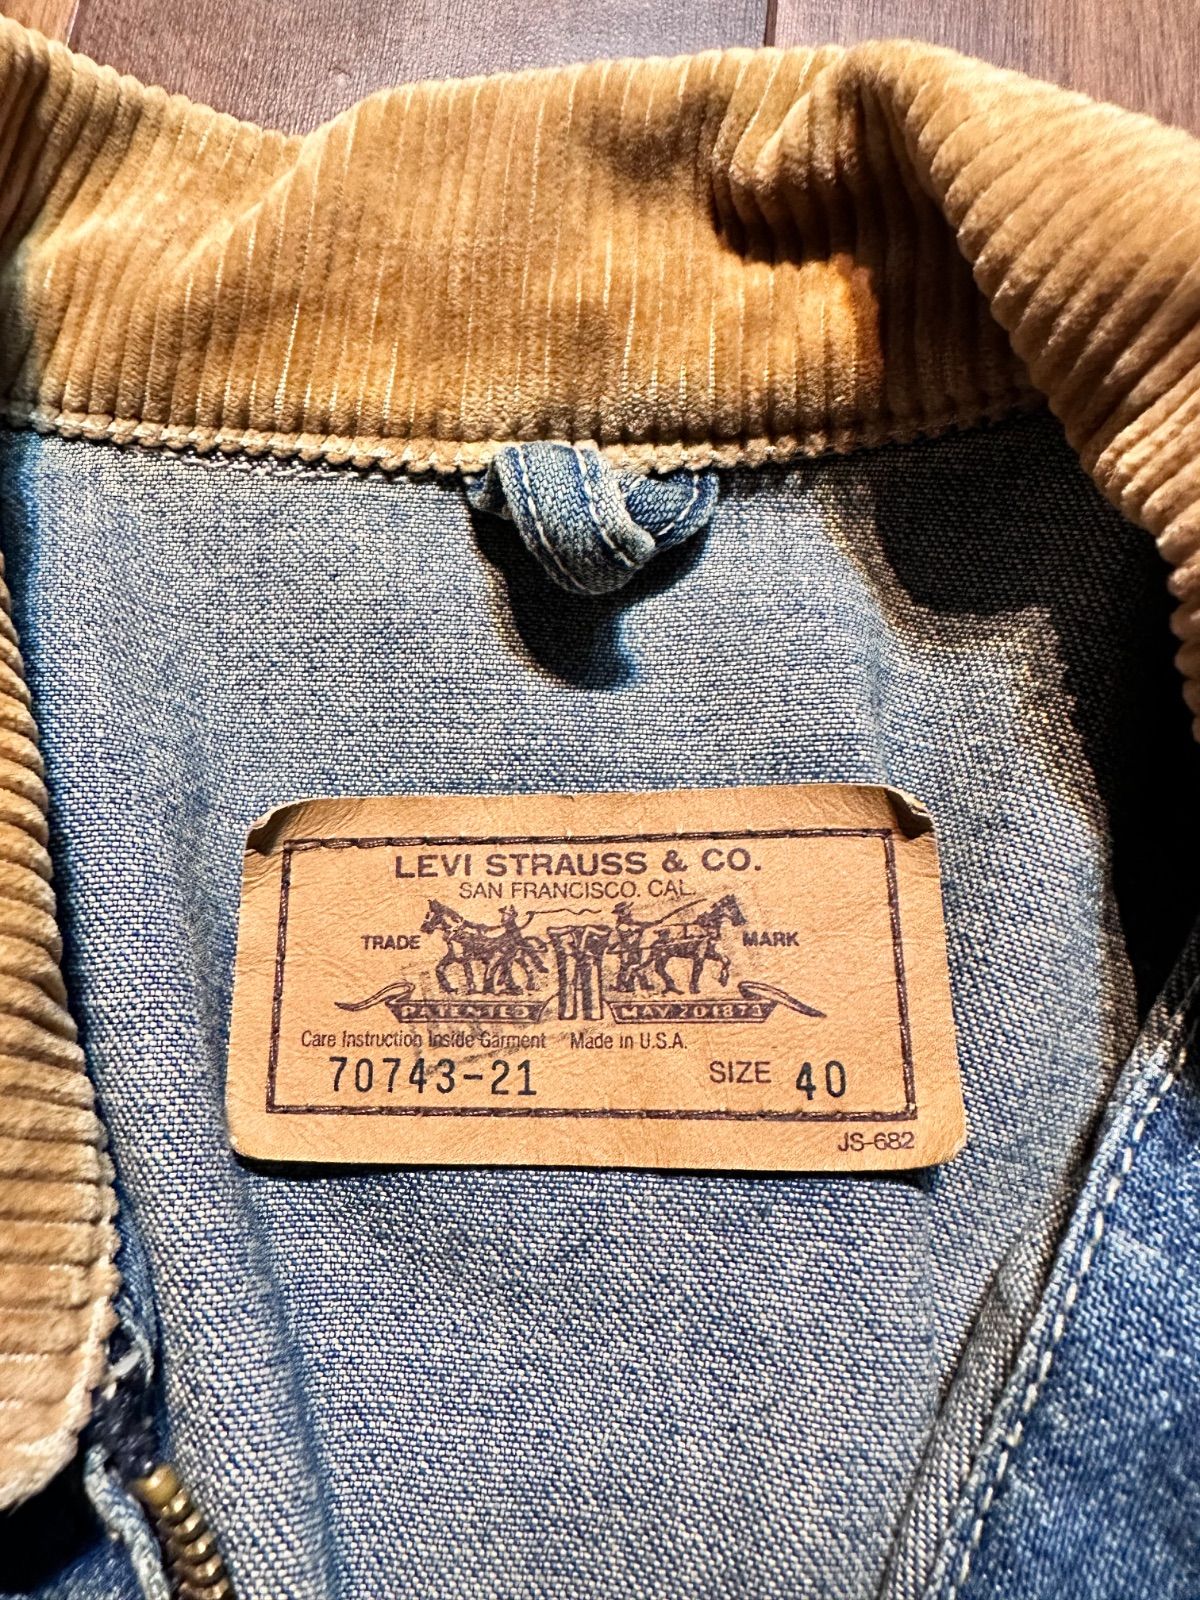 LEVI STRAUSS & CO.
SAN FRANCISCO. CAL.
TRADE MARK
PATENTED MAY 20 1873
Care Instruction Inside Garment Made in U.S.A.
70743-21 SIZE 40
JS-682